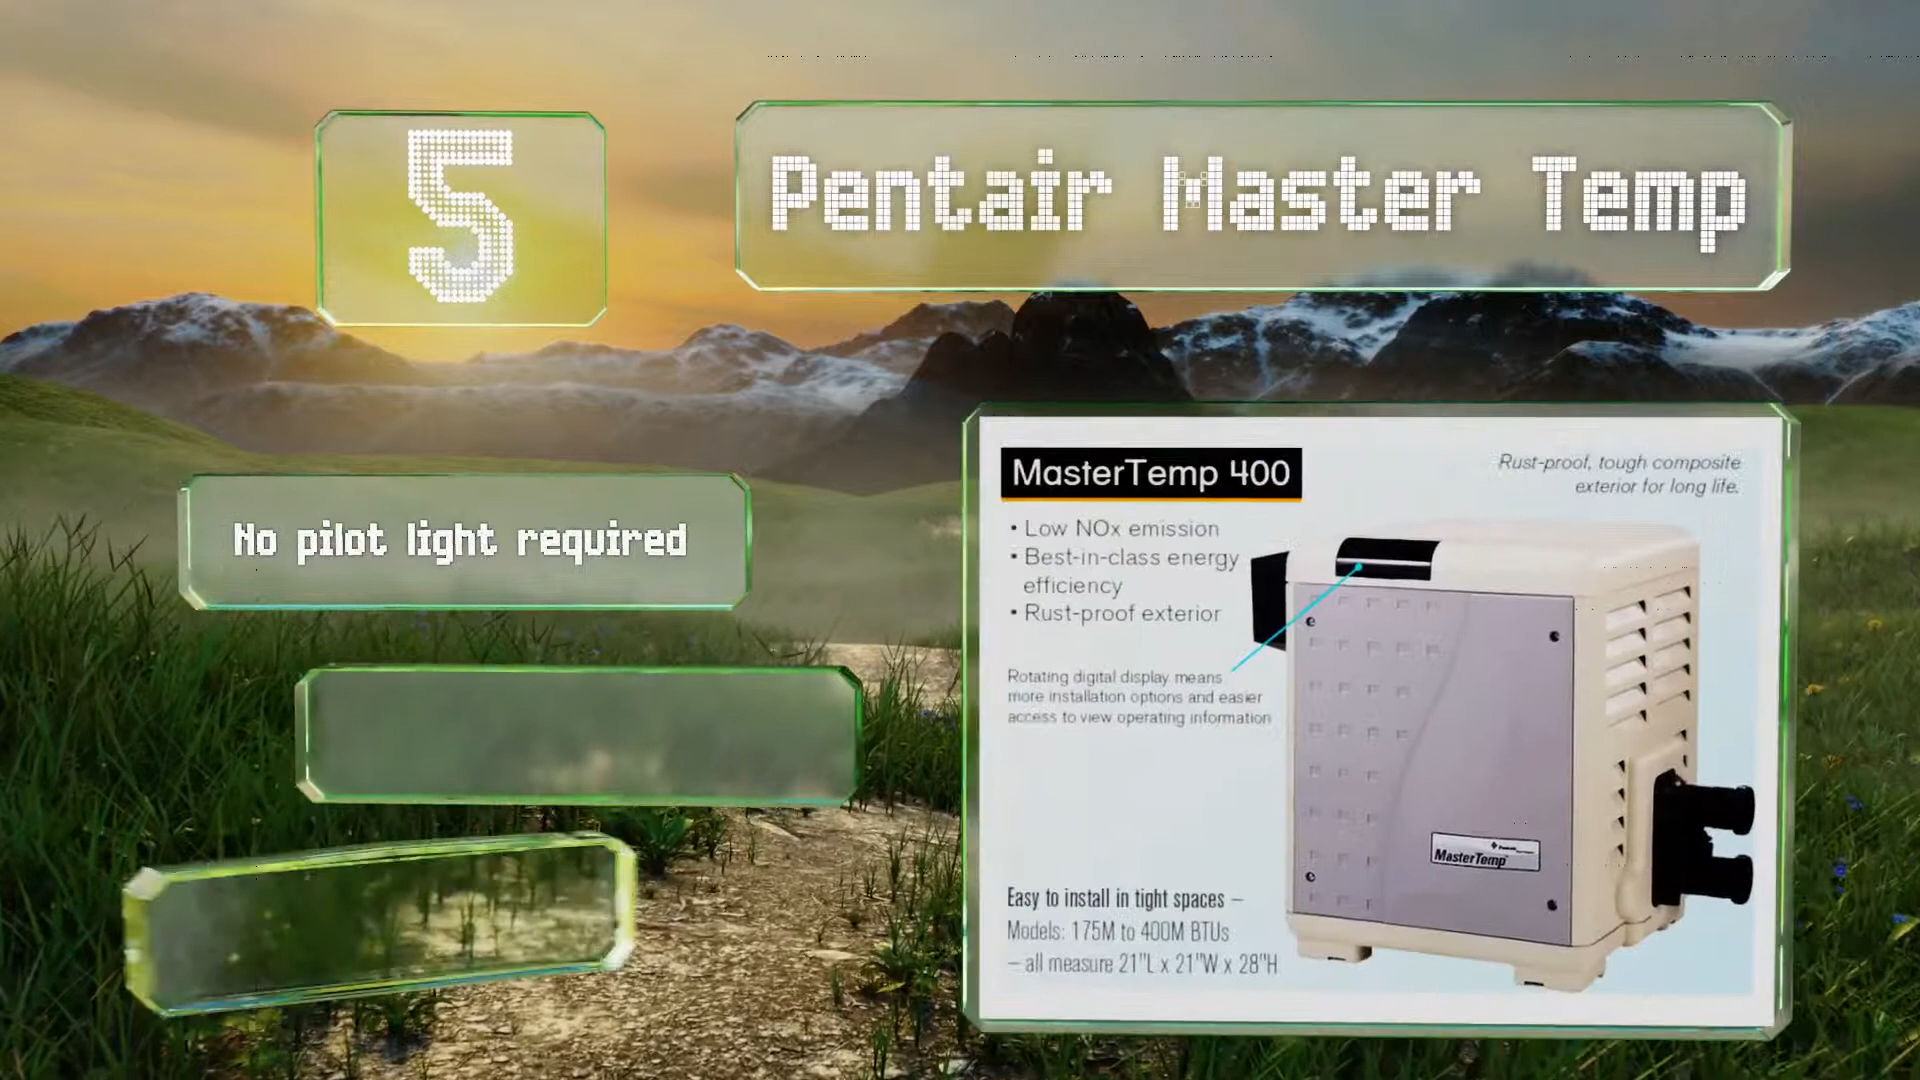 5
Pentair Master Temp
No pilot light required
MasterTemp 400
• Low NOx emission
• Best-in-class energy
efficiency
• Rust-proof exterior
Rust-proof, tough composite
exterior for long life.
Rotating digital display means
more installation options and easier
access to view operating information
MasterTemp
Easy to install in tight spaces –
Models: 175M to 400M BTUs
– all measure 21"L x 21"W x 28"H